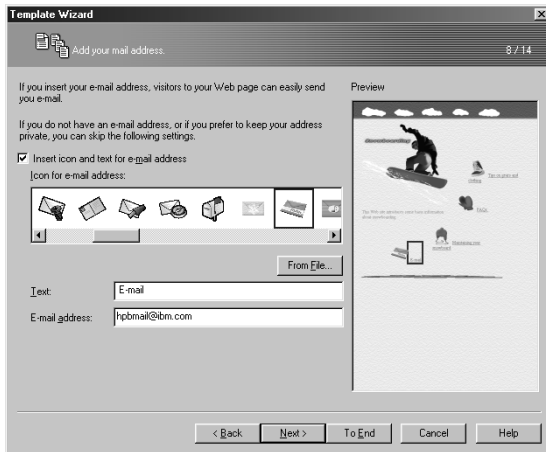 Template Wizard
Add your mail address.
8 / 14
If you insert your e-mail address, visitors to your Web page can easily send
you e-mail.
If you do not have an e-mail address, or if you prefer to keep your address
private, you can skip the following settings.
Insert icon and text for e-mail address
Icon for e-mail address:
From File...
Text:
E-mail
E-mail address:
hpbmail@ibm.com
Preview
snowboarding
FAQs
< Back
Next >
To End
Cancel
Help